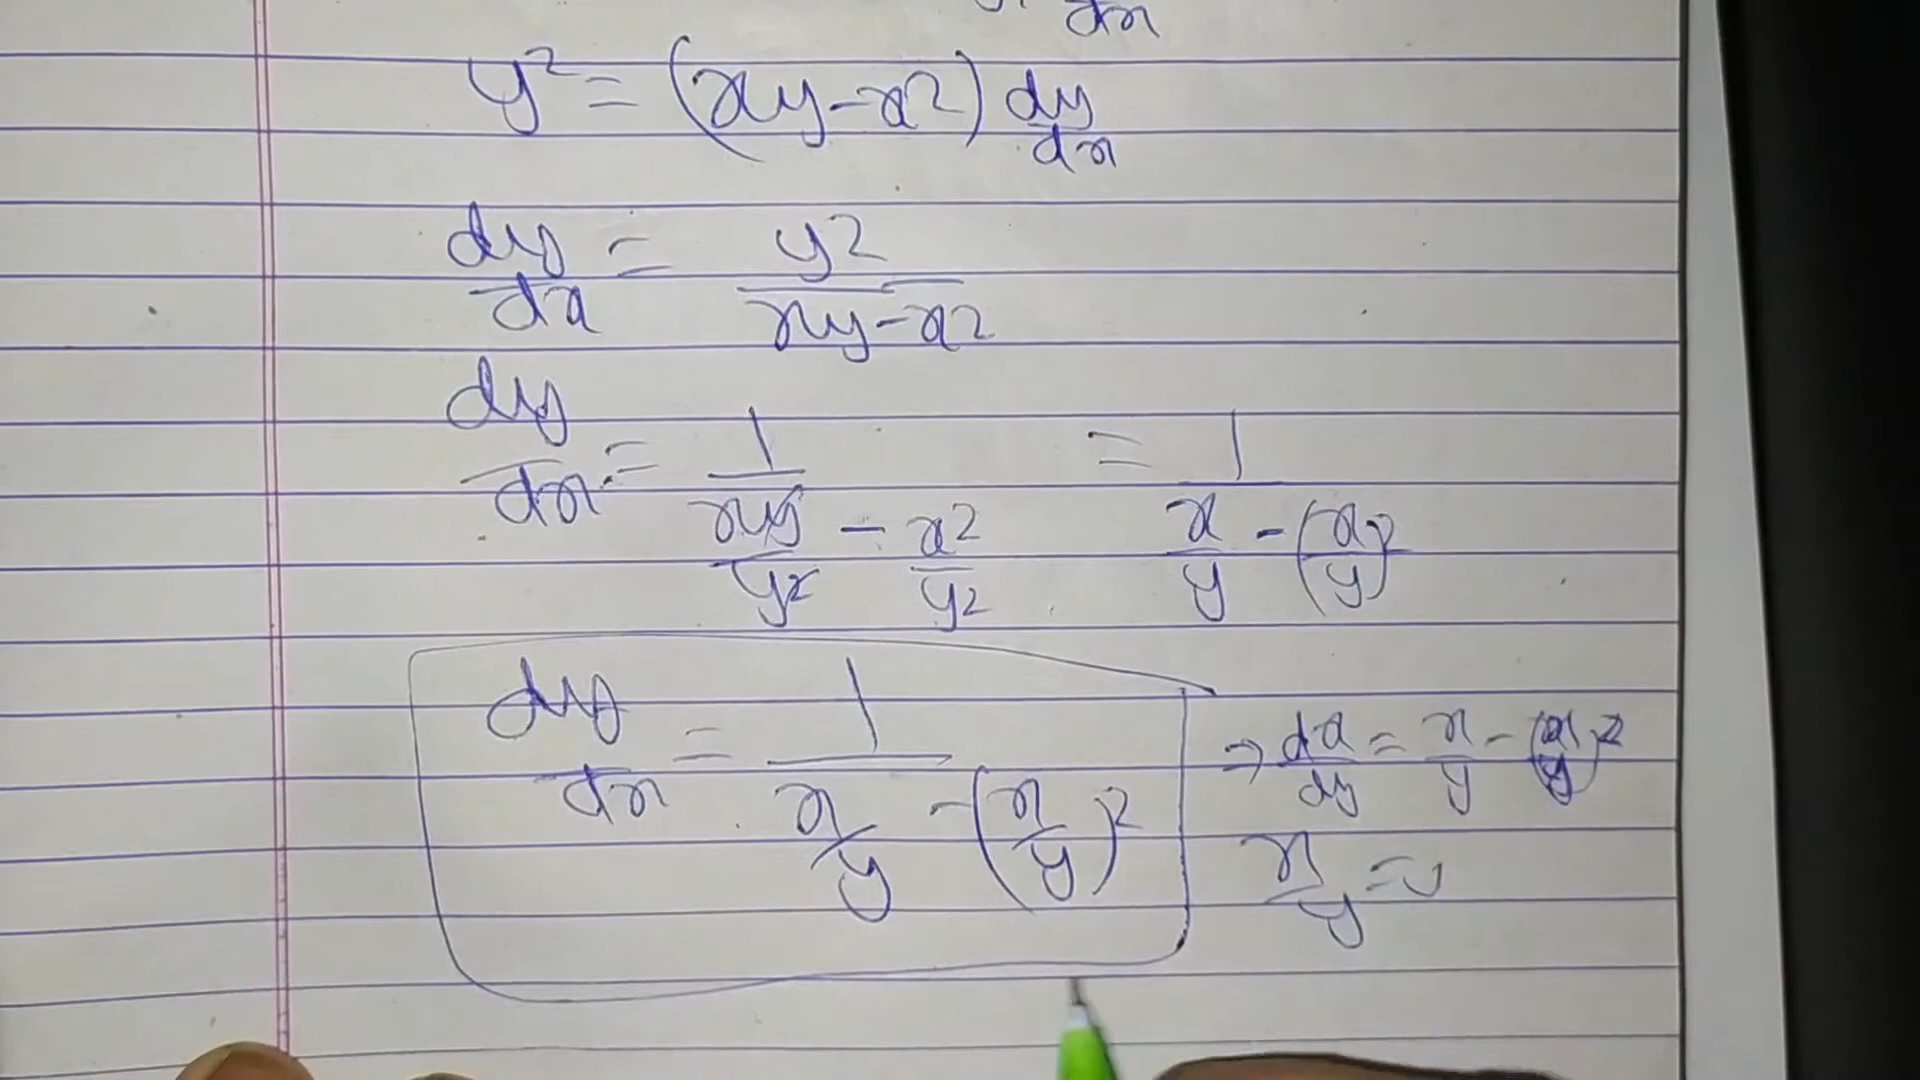 dx
y² = (xy-x²) dy/dx
dy/dx = y²/(xy-x²)
dy/dx = 1/(xy/y² - x²/y²) = 1/(x/y - (x/y)²)
dy/dx = 1/(x/y - (x/y)²) ⇒ dx/dy = x/y - (x/y)²
x/y = v